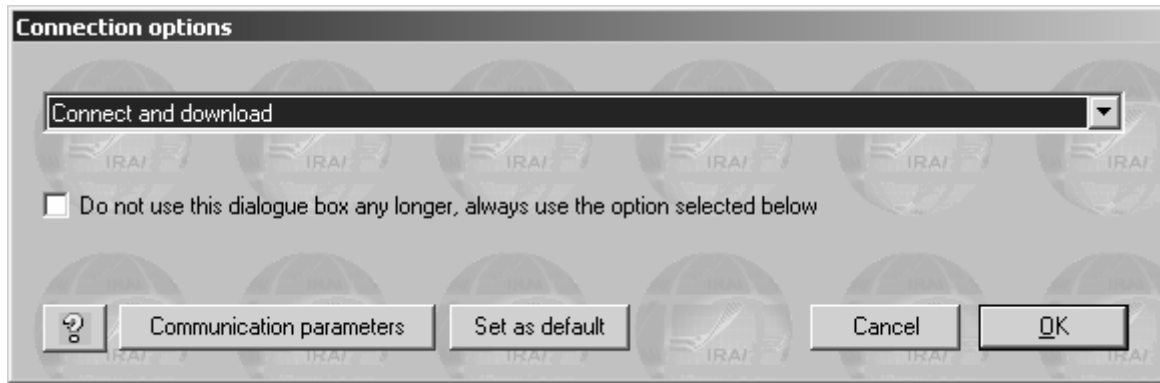 Connection options
Connect and download
Do not use this dialogue box any longer, always use the option selected below
Communication parameters Set as default Cancel OK